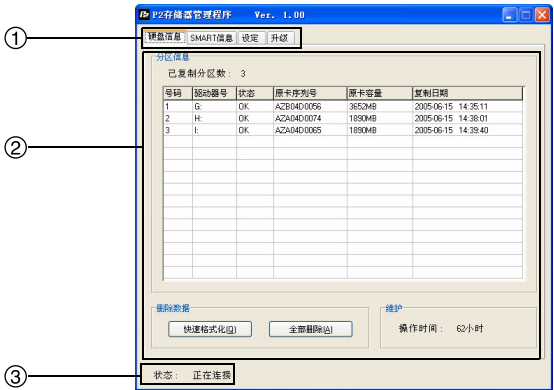 P2存储器管理程序 Ver. 1.00
① 硬盘信息 SMART信息 设定 升级
分区信息
已复制分区数: 3
号码 驱动器号 状态 原卡序列号 原卡容量 复制日期
1 G: OK AZB04D0056 3652MB 2005-06-15 14:35:11
2 H: OK AZA04D0074 1890MB 2005-06-15 14:38:01
3 I: OK AZA04D0065 1890MB 2005-06-15 14:39:40
②
删除数据 维护
快速格式化(Q) 全部删除(A) 操作时间: 62小时
③ 状态: 正在连接